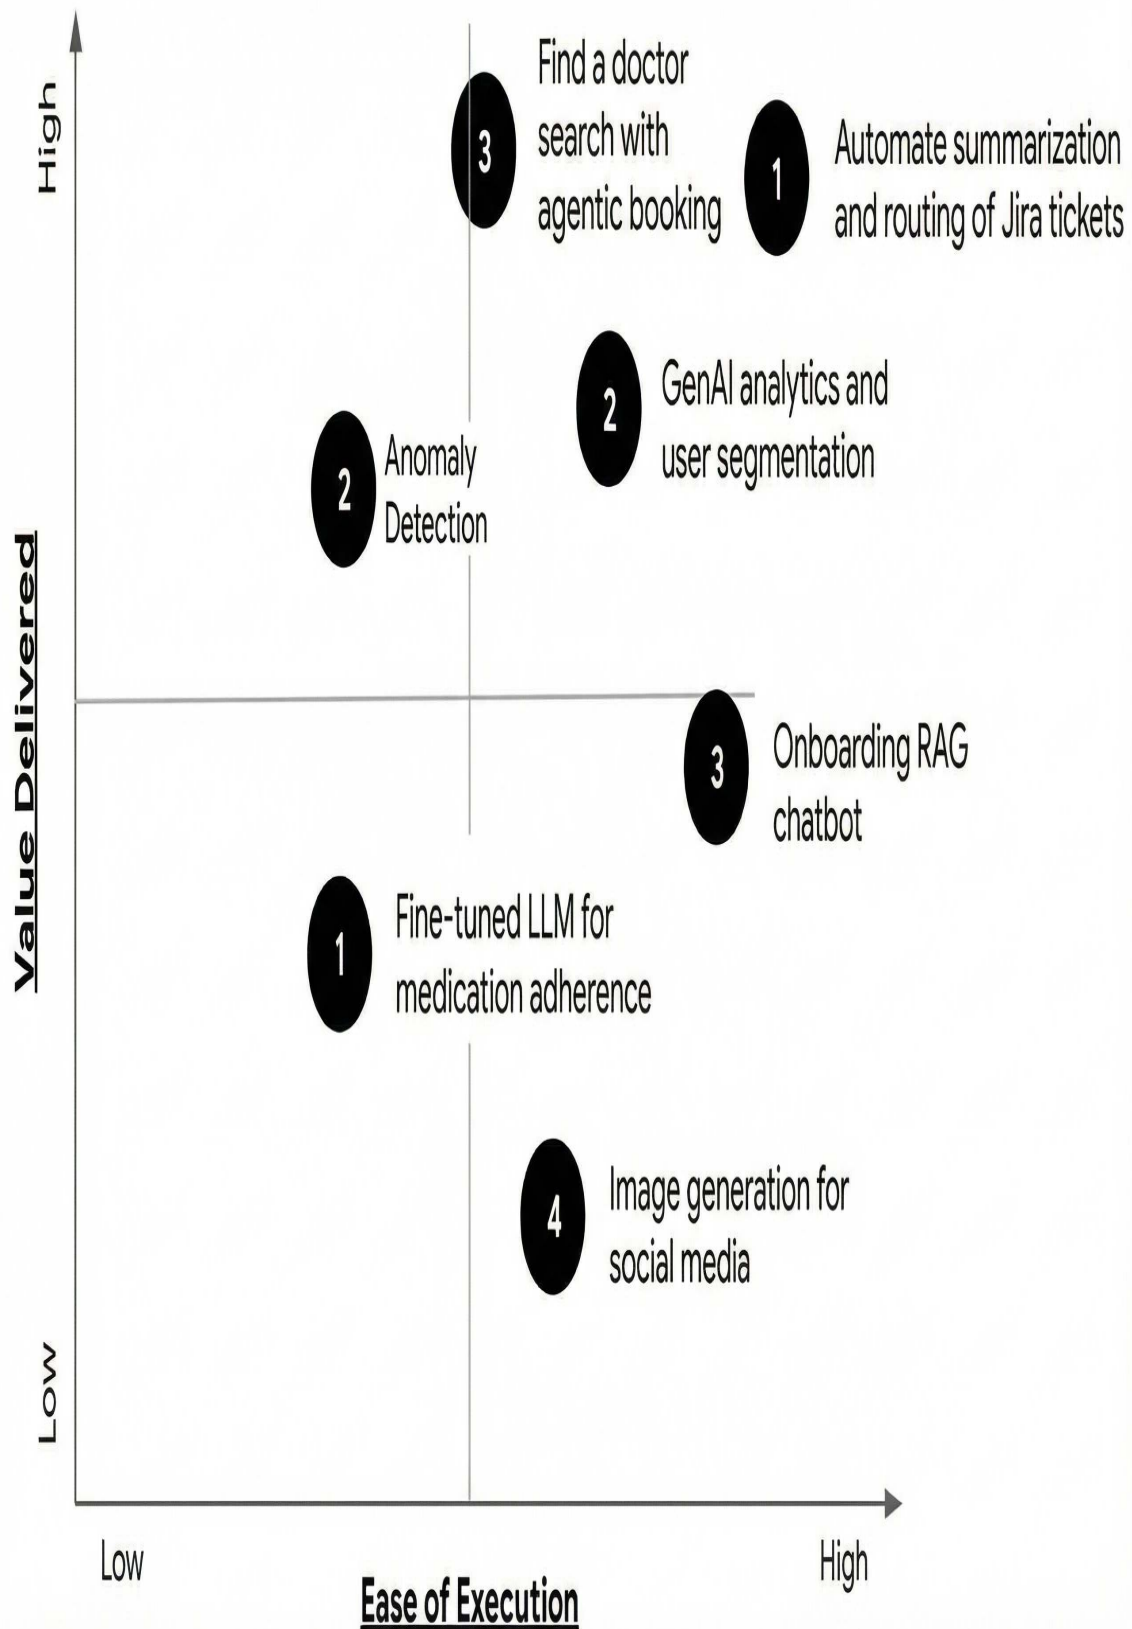 High
3
Find a doctor
search with
agentic booking
1
Automate summarization
and routing of Jira tickets
2
GenAI analytics and
user segmentation
2
Anomaly
Detection
Value Delivered
3
Onboarding RAG
chatbot
1
Fine-tuned LLM for
medication adherence
4
Image generation for
social media
Low
Low
High
Ease of Execution